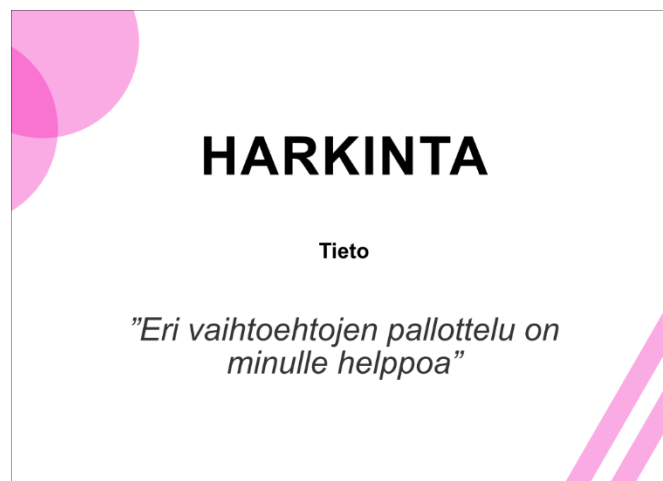 HARKINTA
Tieto
”Eri vaihtoehtojen pallottelu on
minulle helppoa”